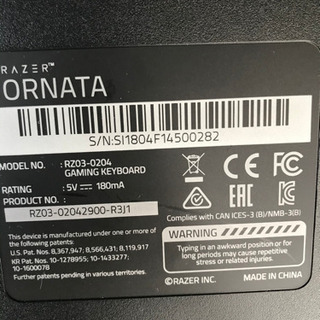 RAZER™
ORNATA
S/N:SI1804F14500282
MODEL NO. : RZ03-0204
GAMING KEYBOARD
RATING : 5V ⎓ 180mA
PRODUCT NO. :
RZ03-02042900-R3J1
Complies with CAN ICES-3 (B)/NMB-3(B)
This device is manufactured under one or more of
the following patents:
U.S. Pat. Nos. 8,367,947; 8,566,431; 8,119,917
KR Pat. Nos. 10-1278955; 10-1433277;
10-1600078
Further patents pending in various territories.
WARNING
Typing in an awkward position or for
long periods may cause repetitive
stress or related injuries.
©RAZER INC.
MADE IN CHINA
CE
FC
EAC